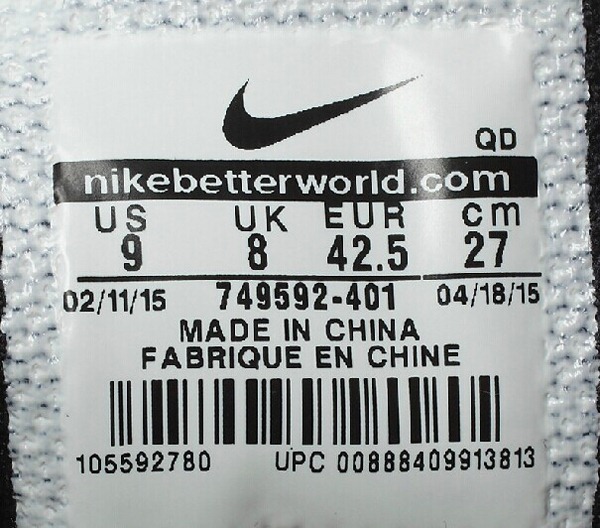 QD
nikebetterworld.com
US UK EUR cm
9 8 42.5 27
02/11/15 749592-401 04/18/15
MADE IN CHINA
FABRIQUE EN CHINE
105592780 UPC 00888409913813